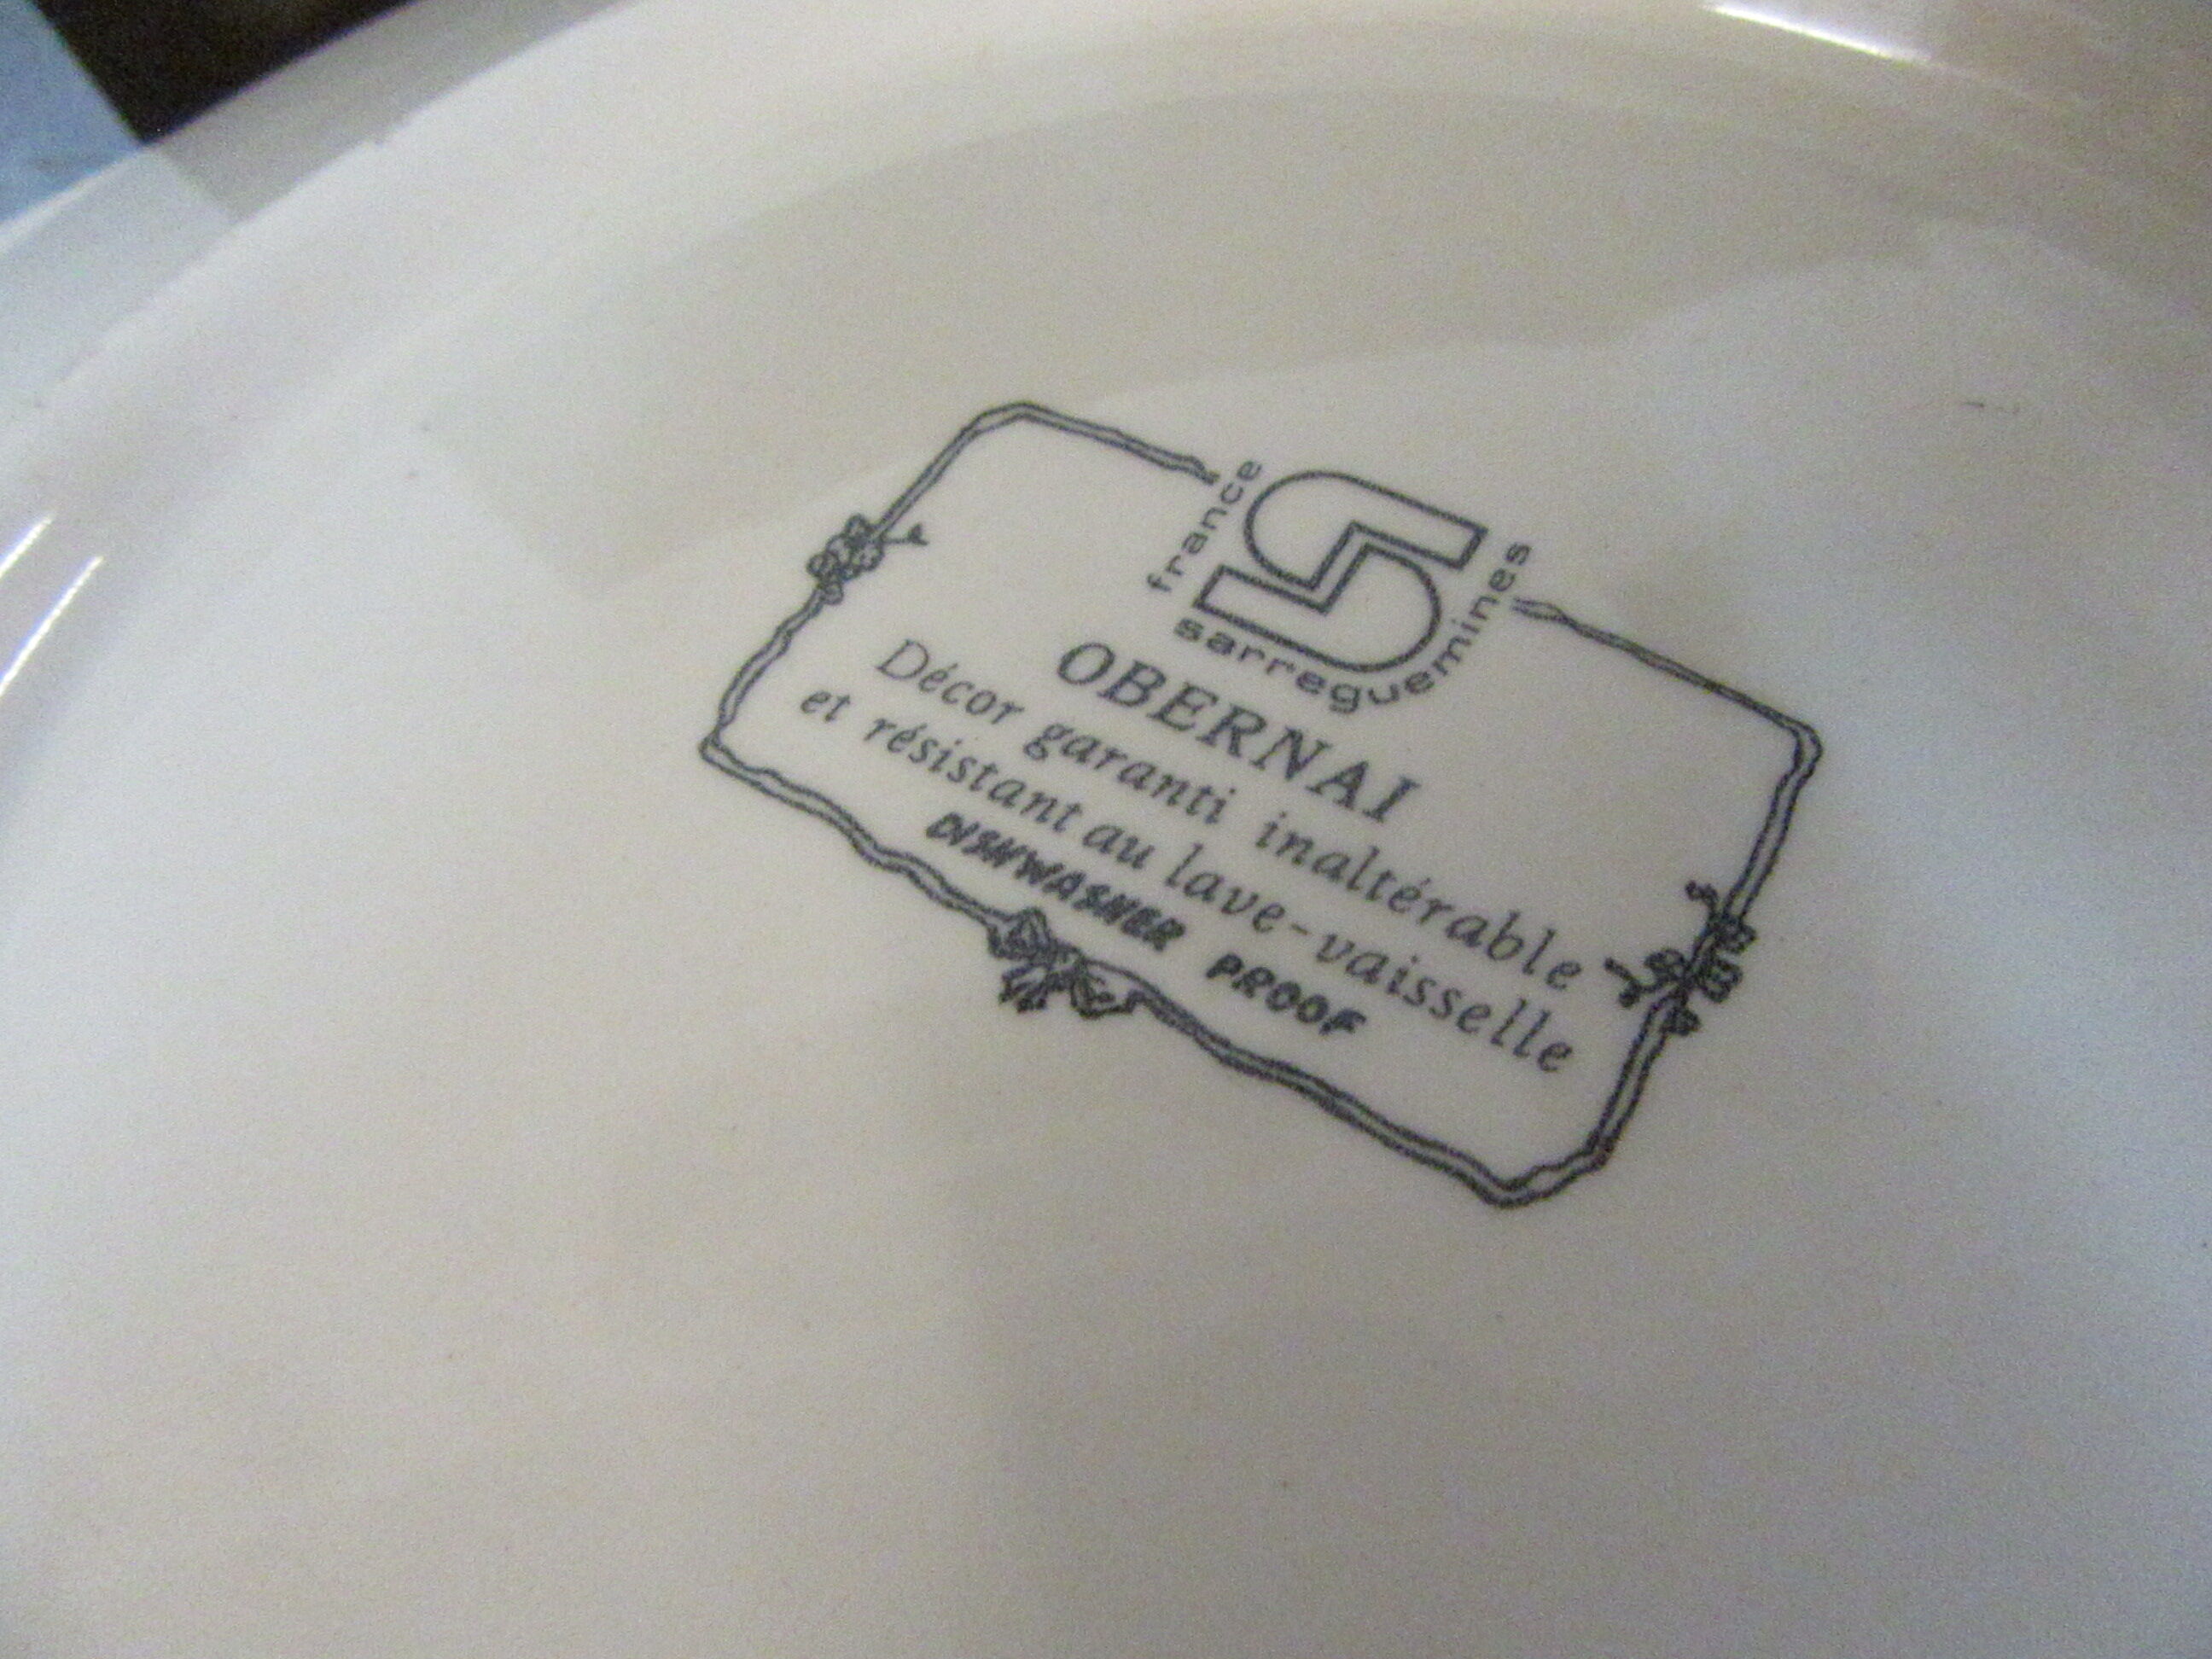 france
sarreguemines
OBERNAI
Décor garanti inaltérable
et résistant au lave-vaisselle
DISHWASHER PROOF